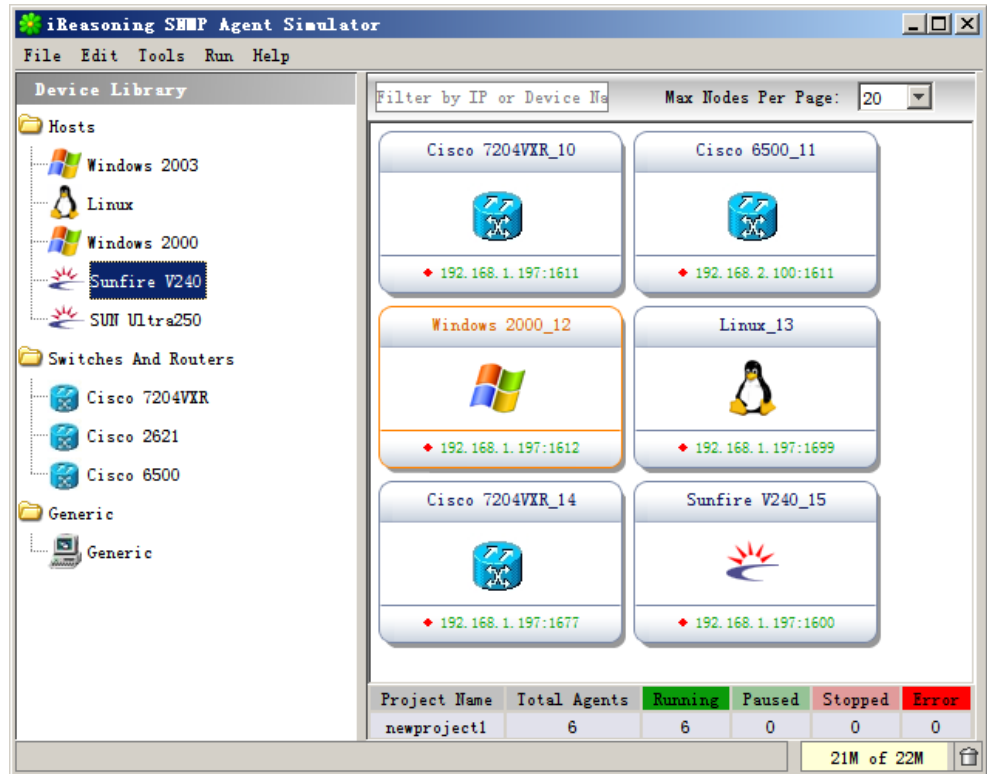 iReasoning SNMP Agent Simulator
File Edit Tools Run Help
Device Library
Hosts
Windows 2003
Linux
Windows 2000
Sunfire V240
SUN Ultra250
Switches And Routers
Cisco 7204VXR
Cisco 2621
Cisco 6500
Generic
Generic
Filter by IP or Device Na
Max Nodes Per Page: 20
Cisco 7204VXR_10 Cisco 6500_11
192.168.1.197:1611 192.168.2.100:1611
Windows 2000_12 Linux_13
192.168.1.197:1612 192.168.1.197:1699
Cisco 7204VXR_14 Sunfire V240_15
192.168.1.197:1677 192.168.1.197:1600
Project Name Total Agents Running Paused Stopped Error
newproject1 6 6 0 0 0
21M of 22M